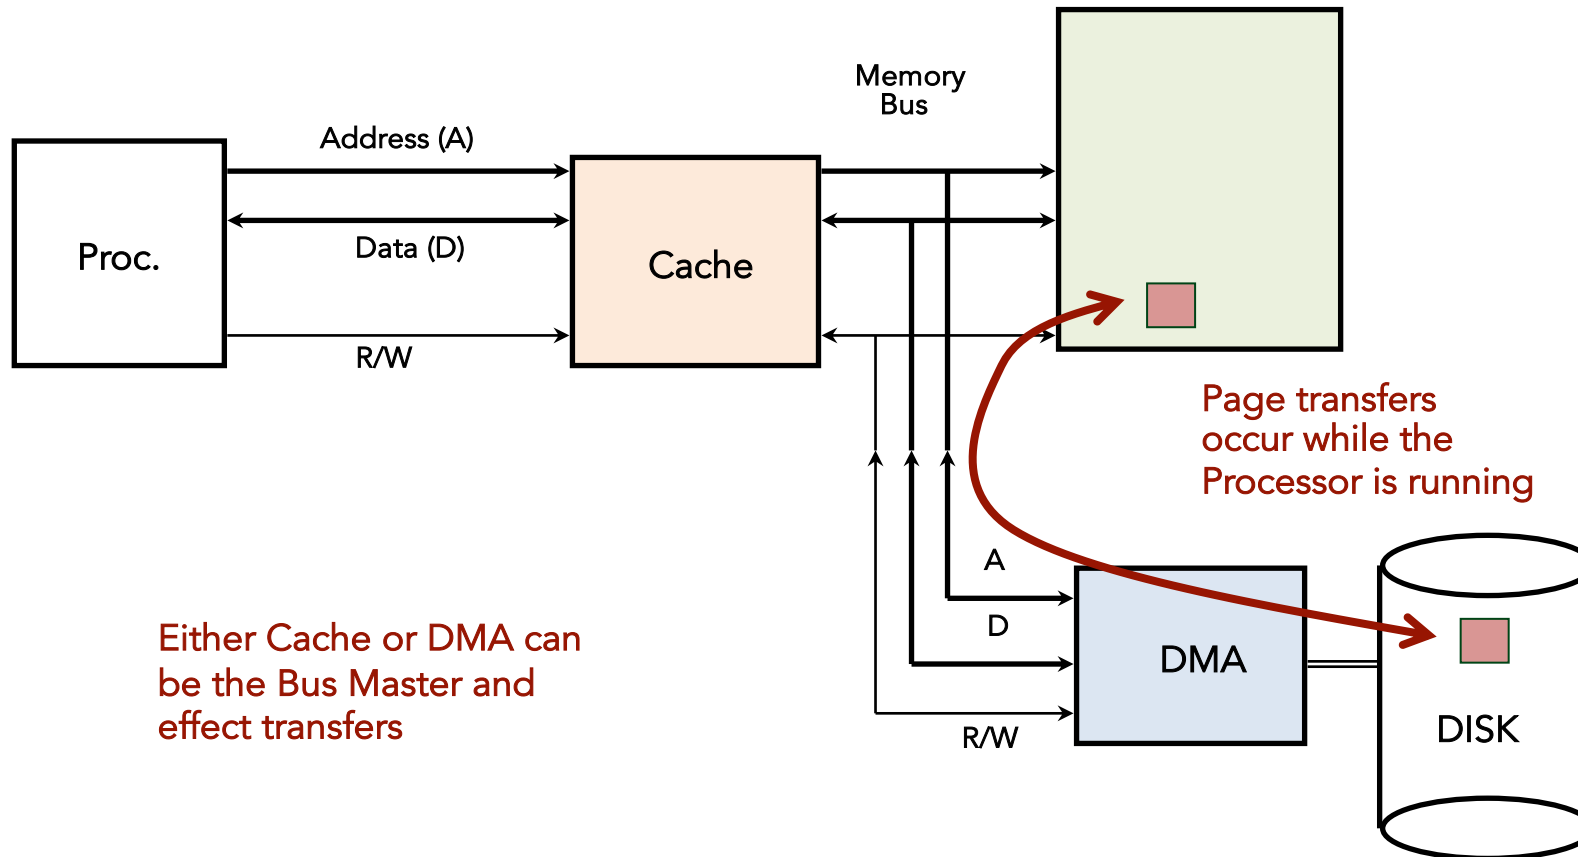 Memory
Bus
Address (A)
Proc.
Data (D)
Cache
R/W
Page transfers
occur while the
Processor is running
A
D
Either Cache or DMA can
be the Bus Master and
effect transfers
DMA
R/W
DISK